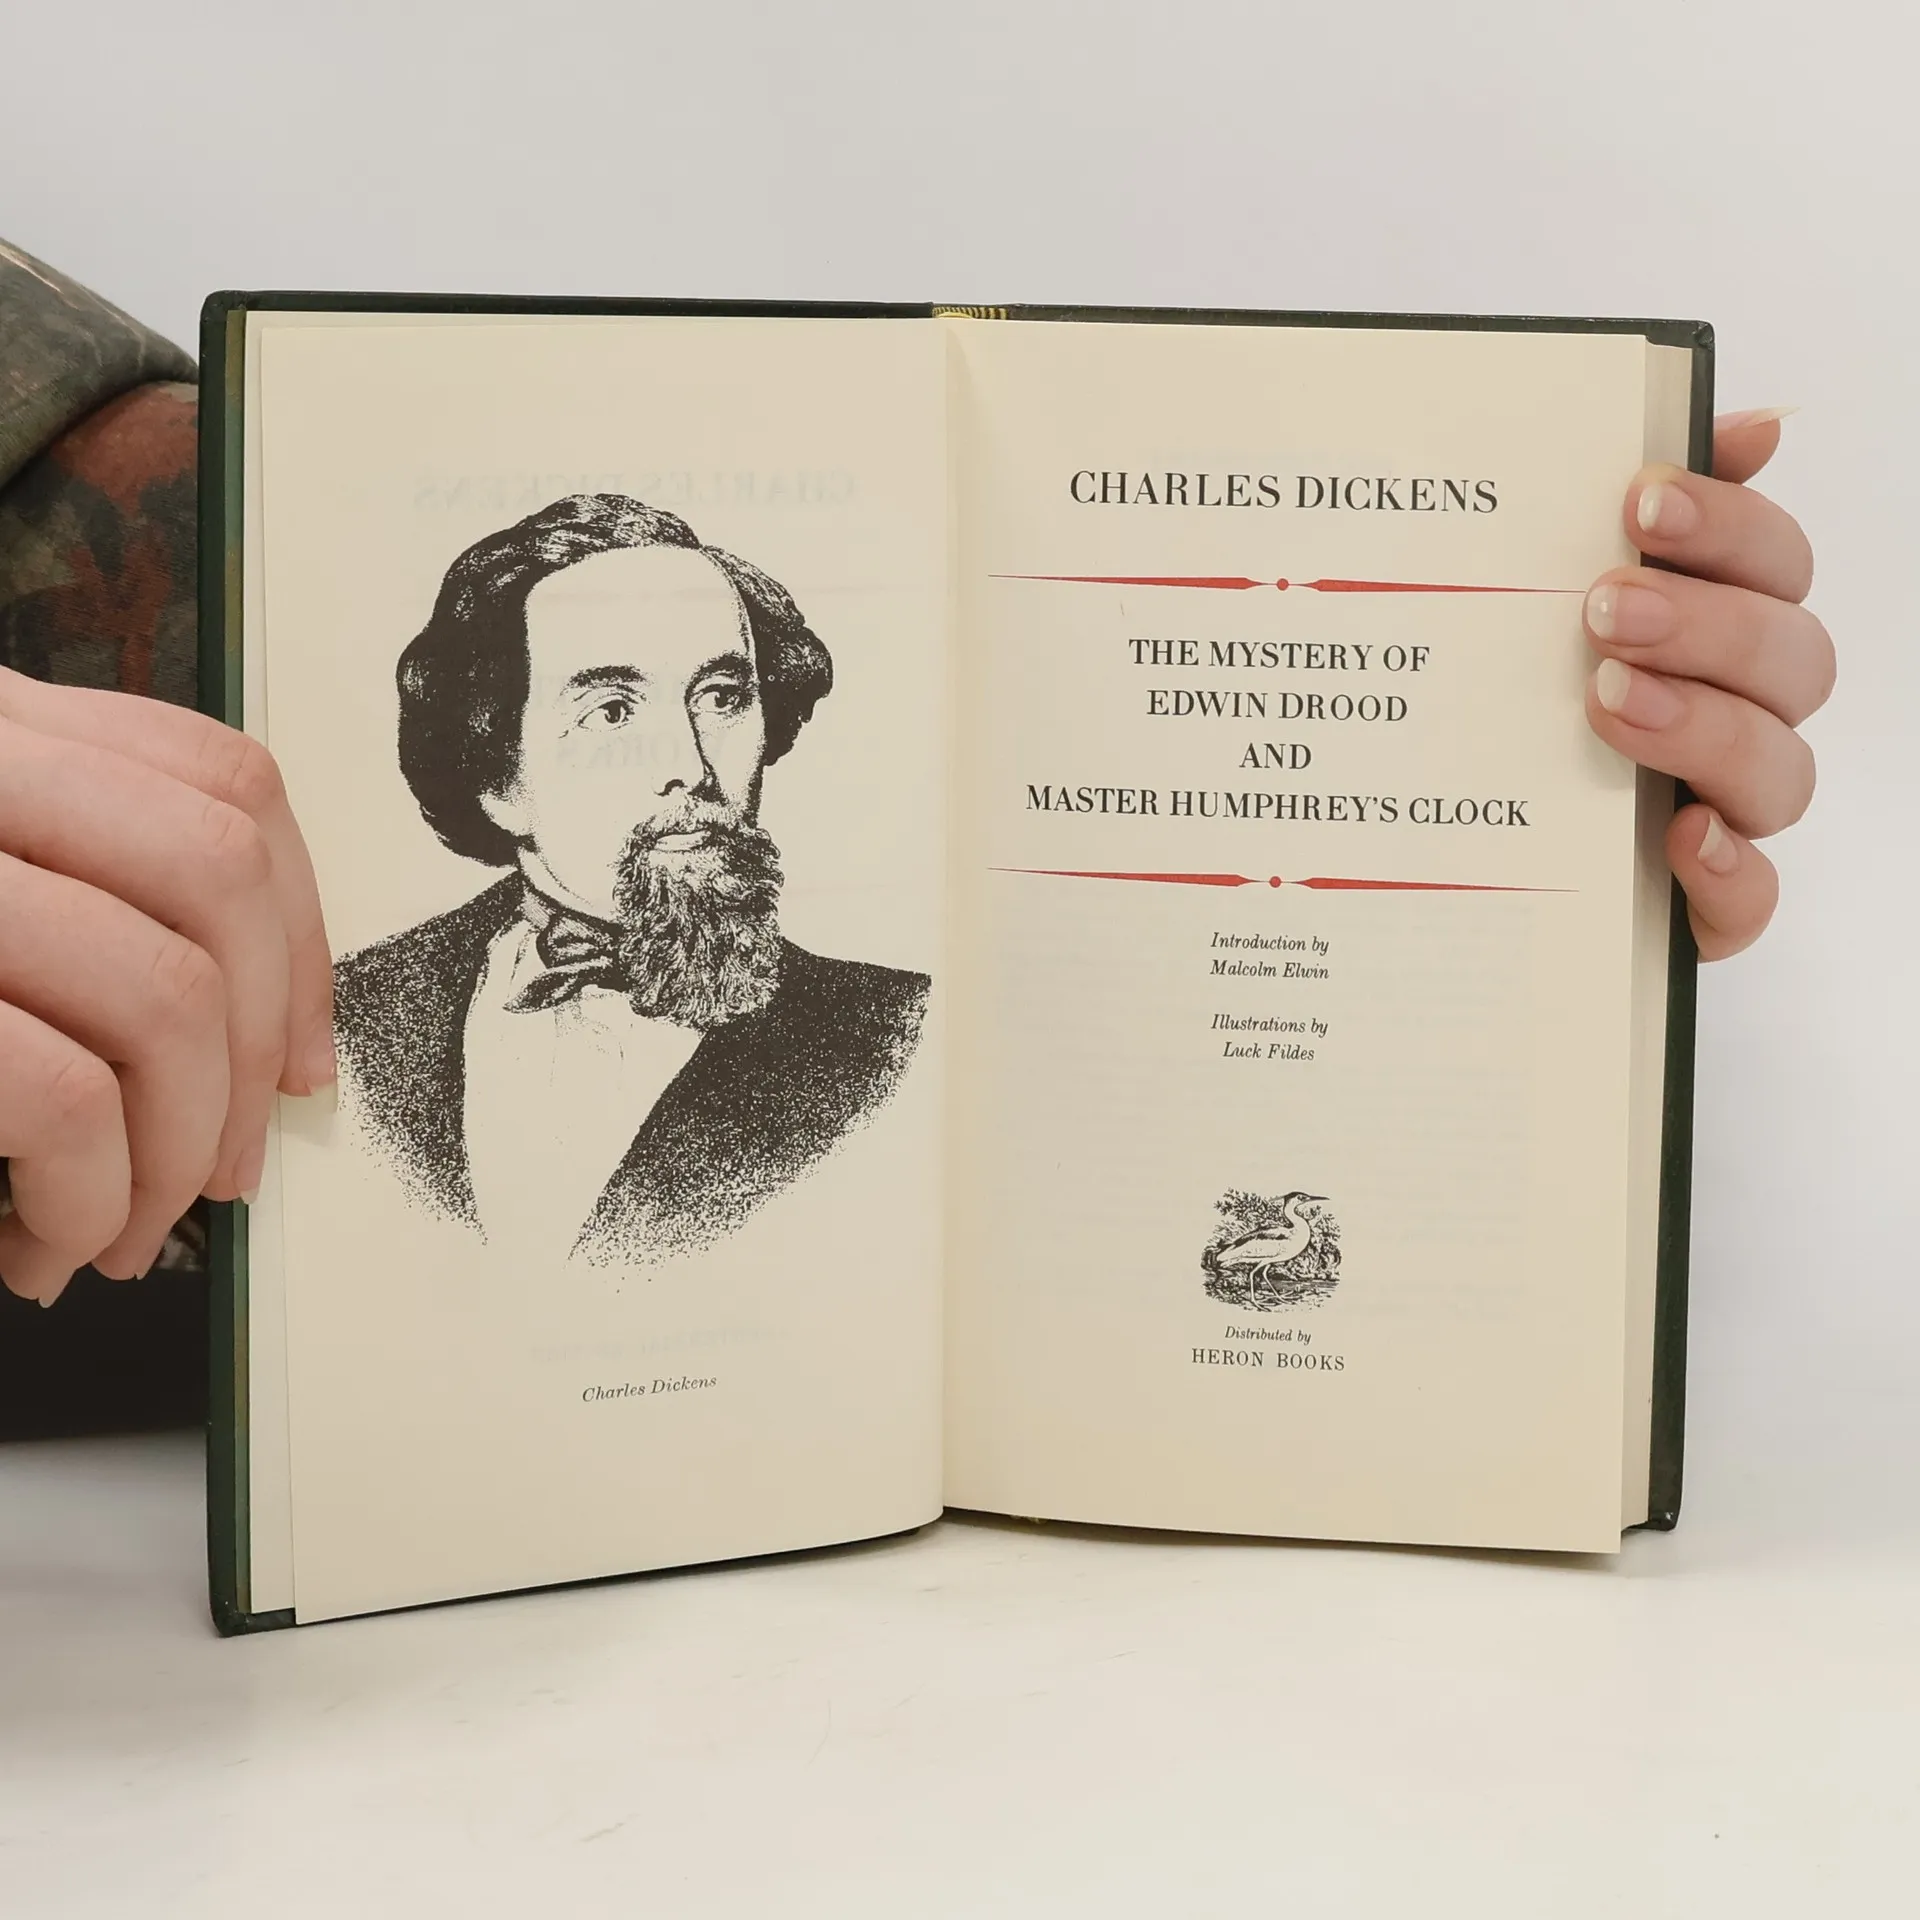 Charles Dickens
CHARLES DICKENS
THE MYSTERY OF
EDWIN DROOD
AND
MASTER HUMPHREY'S CLOCK
Introduction by
Malcolm Elwin
Illustrations by
Luck Fildes
Distributed by
HERON BOOKS